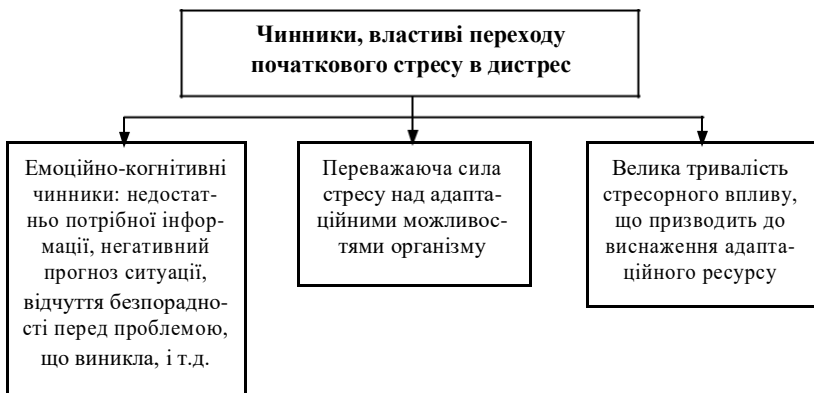 Чинники, властиві переходу
початкового стресу в дистрес
Емоційно-когнітивні
чинники: недостат-
ньо потрібної інфор-
мації, негативний
прогноз ситуації,
відчуття безпорадно-
сті перед проблемою,
що виникла, і т.д.
Переважаюча сила
стресу над адапта-
ційними можливос-
тями організму
Велика тривалість
стресорного впливу,
що призводить до
виснаження адапта-
ційного ресурсу